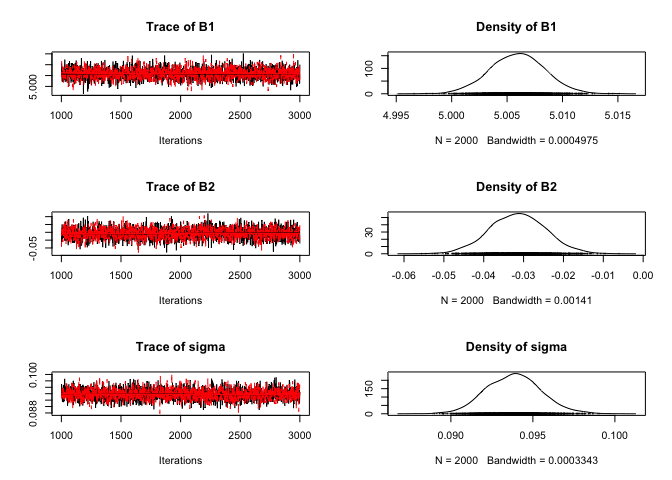 Trace of B1
5.000
1000 1500 2000 2500 3000
Iterations
Density of B1
0 100
4.995 5.000 5.005 5.010 5.015
N = 2000 Bandwidth = 0.0004975
Trace of B2
-0.05
1000 1500 2000 2500 3000
Iterations
Density of B2
0 30
-0.06 -0.05 -0.04 -0.03 -0.02 -0.01 0.00
N = 2000 Bandwidth = 0.00141
Trace of sigma
0.088 0.100
1000 1500 2000 2500 3000
Iterations
Density of sigma
0 150
0.090 0.095 0.100
N = 2000 Bandwidth = 0.0003343